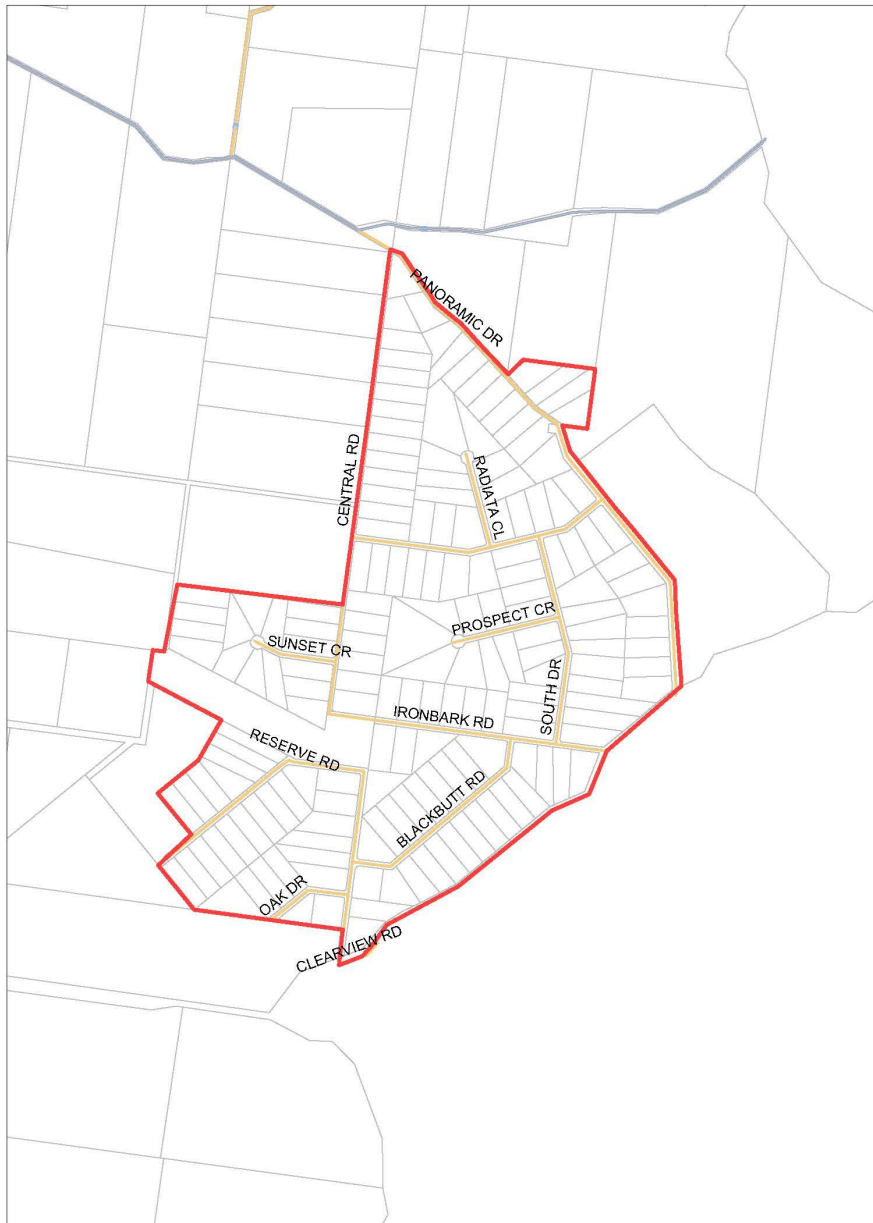 PANORAMIC DR
CENTRAL RD
RADIATA CL
PROSPECT CR
SUNSET CR
SOUTH DR
IRONBARK RD
RESERVE RD
BLACKBUTT RD
OAK DR
CLEARVIEW RD